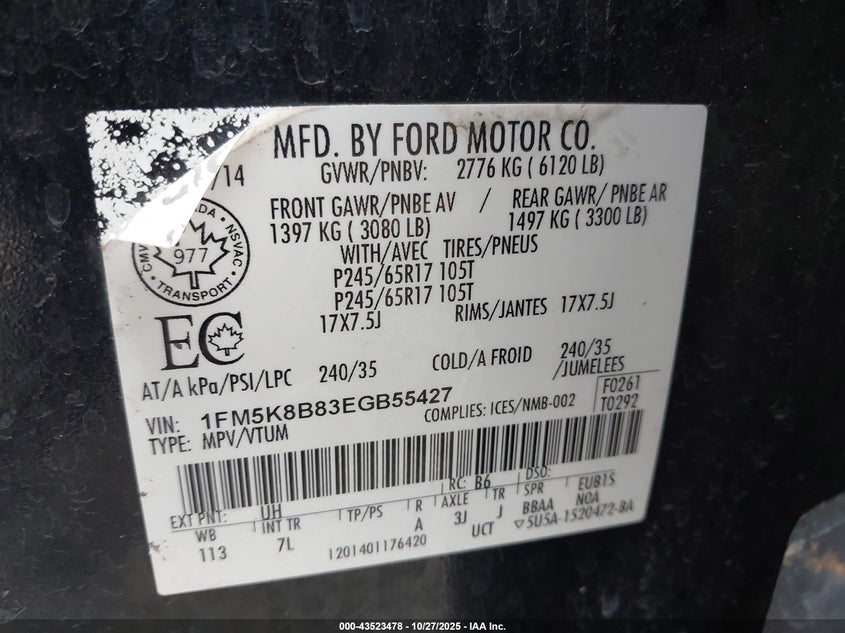 MFD. BY FORD MOTOR CO.
/14
GVWR/PNBV: 2776 KG ( 6120 LB)
FRONT GAWR/PNBE AV / REAR GAWR/ PNBE AR
1397 KG ( 3080 LB) 1497 KG ( 3300 LB)
WITH/AVEC TIRES/PNEUS
P245/65R17 105T
P245/65R17 105T
17X7.5J RIMS/JANTES 17X7.5J
CMV NSVAC
977
TRANSPORT
EC
AT/A kPa/PSI/LPC 240/35 COLD/A FROID 240/35
/JUMELEES
VIN: 1FM5K8B83EGB55427 COMPLIES: ICES/NMB-002 F0261
TYPE: MPV/VTUM T0292
EXT PNT: UH RC: B6 DSO:
WB INT TR TP/PS R AXLE TR SPR EUB1S
113 7L A 3J J BBAA NOA
1201401176420 UCT 5U5A-1520472-BA
000-43523478 | 10/27/2025 | IAA Inc.